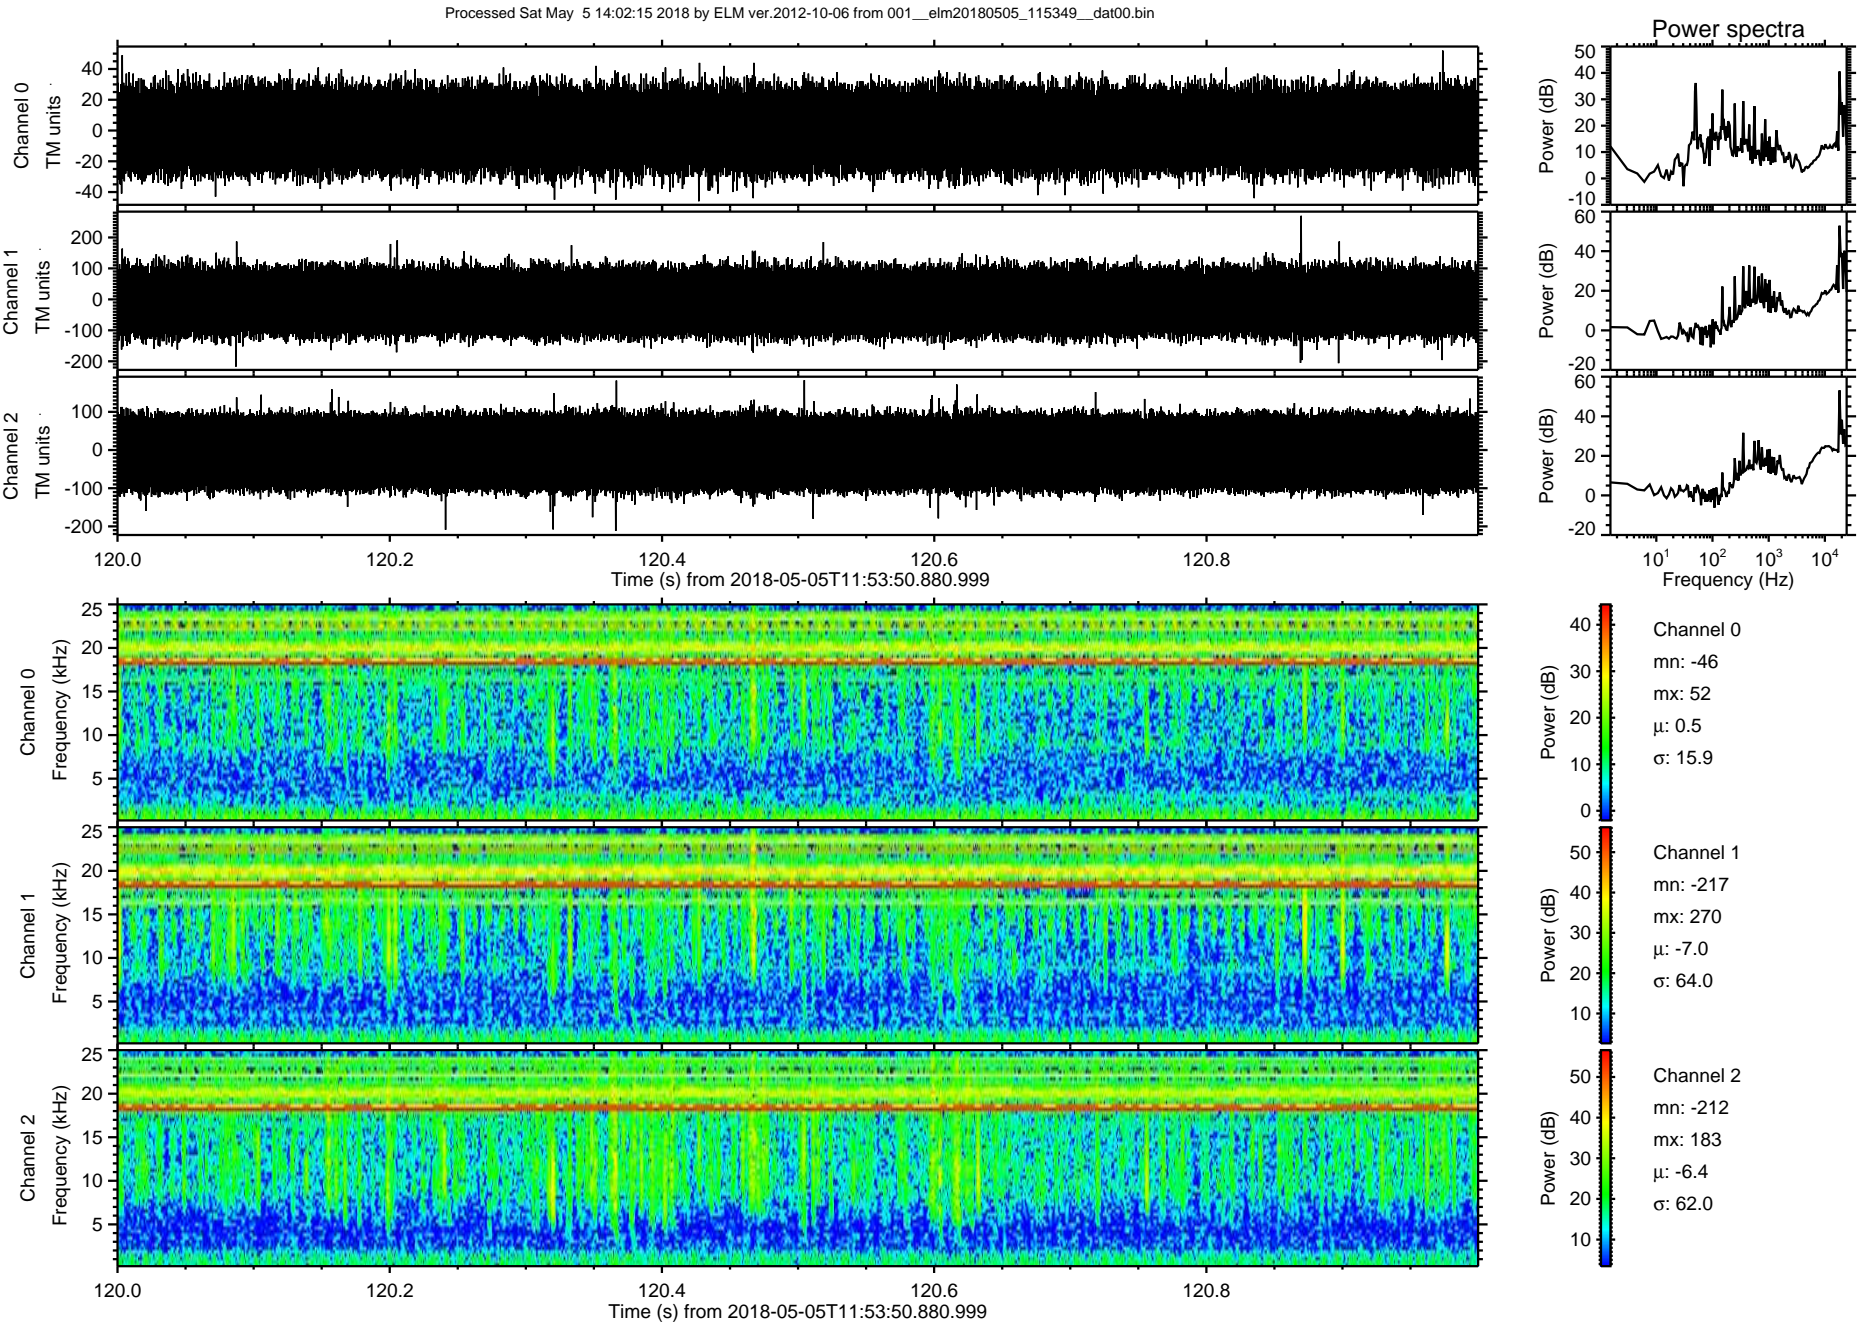 Processed Sat May  5 14:02:15 2018 by ELM ver.2012-10-06 from 001__elm20180505_115349__dat00.bin
Power spectra
Channel 0
TM units
40
20
0
-20
-40
Power (dB)
50
40
30
20
10
0
-10
Channel 1
TM units
200
100
0
-100
-200
Power (dB)
60
40
20
0
-20
Channel 2
TM units
100
0
-100
-200
Power (dB)
60
40
20
0
-20
120.0 120.2 120.4 120.6 120.8
Time (s) from 2018-05-05T11:53:50.880.999
10^1 10^2 10^3 10^4
Frequency (Hz)
Channel 0
Frequency (kHz)
25
20
15
10
5
Power (dB)
40
30
20
10
0
Channel 0
mn: -46
mx: 52
μ: 0.5
σ: 15.9
Channel 1
Frequency (kHz)
25
20
15
10
5
Power (dB)
50
40
30
20
10
Channel 1
mn: -217
mx: 270
μ: -7.0
σ: 64.0
Channel 2
Frequency (kHz)
25
20
15
10
5
Power (dB)
50
40
30
20
10
Channel 2
mn: -212
mx: 183
μ: -6.4
σ: 62.0
120.0 120.2 120.4 120.6 120.8
Time (s) from 2018-05-05T11:53:50.880.999